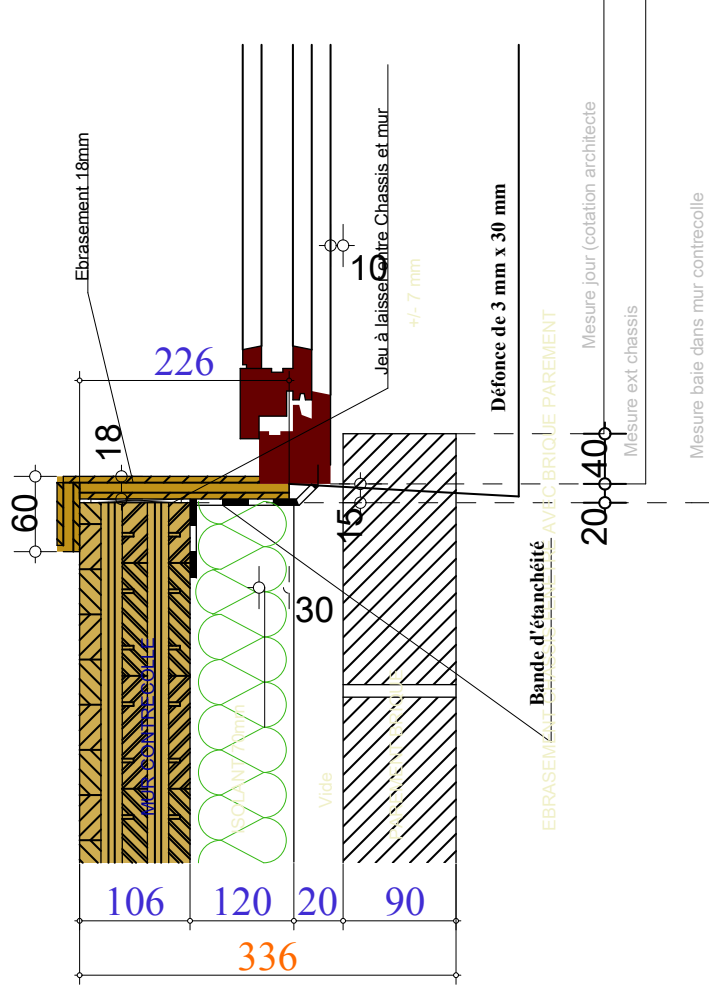 Ebrasement 18mm
Jeu à laisser entre Chassis et mur
+/- 7 mm
Défonce de 3 mm x 30 mm
Mesure jour (cotation architecte
Mesure ext chassis
Mesure baie dans mur contrecolle
10
226
18
60
15
40
20
30
Bande d'étanchéité
AVEC BRIQUE PAREMENT
EBRASEMENT
MUR CONTRECOLLE
ISOLANT 70mm
Vide
106
120
20
90
336